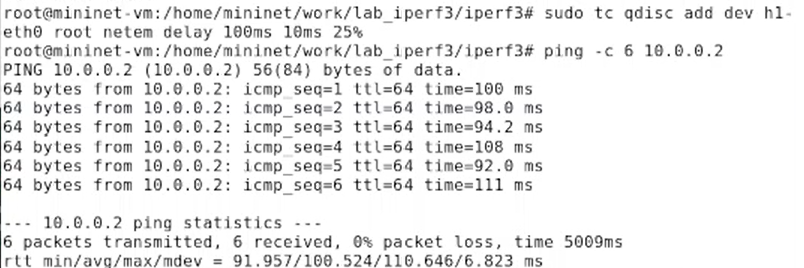 root@mininet-vm:/home/mininet/work/lab_iperf3/iperf3# sudo tc qdisc add dev h1-
eth0 root netem delay 100ms 10ms 25%
root@mininet-vm:/home/mininet/work/lab_iperf3/iperf3# ping -c 6 10.0.0.2
PING 10.0.0.2 (10.0.0.2) 56(84) bytes of data.
64 bytes from 10.0.0.2: icmp_seq=1 ttl=64 time=100 ms
64 bytes from 10.0.0.2: icmp_seq=2 ttl=64 time=98.0 ms
64 bytes from 10.0.0.2: icmp_seq=3 ttl=64 time=94.2 ms
64 bytes from 10.0.0.2: icmp_seq=4 ttl=64 time=108 ms
64 bytes from 10.0.0.2: icmp_seq=5 ttl=64 time=92.0 ms
64 bytes from 10.0.0.2: icmp_seq=6 ttl=64 time=111 ms
--- 10.0.0.2 ping statistics ---
6 packets transmitted, 6 received, 0% packet loss, time 5009ms
rtt min/avg/max/mdev = 91.957/100.524/110.646/6.823 ms